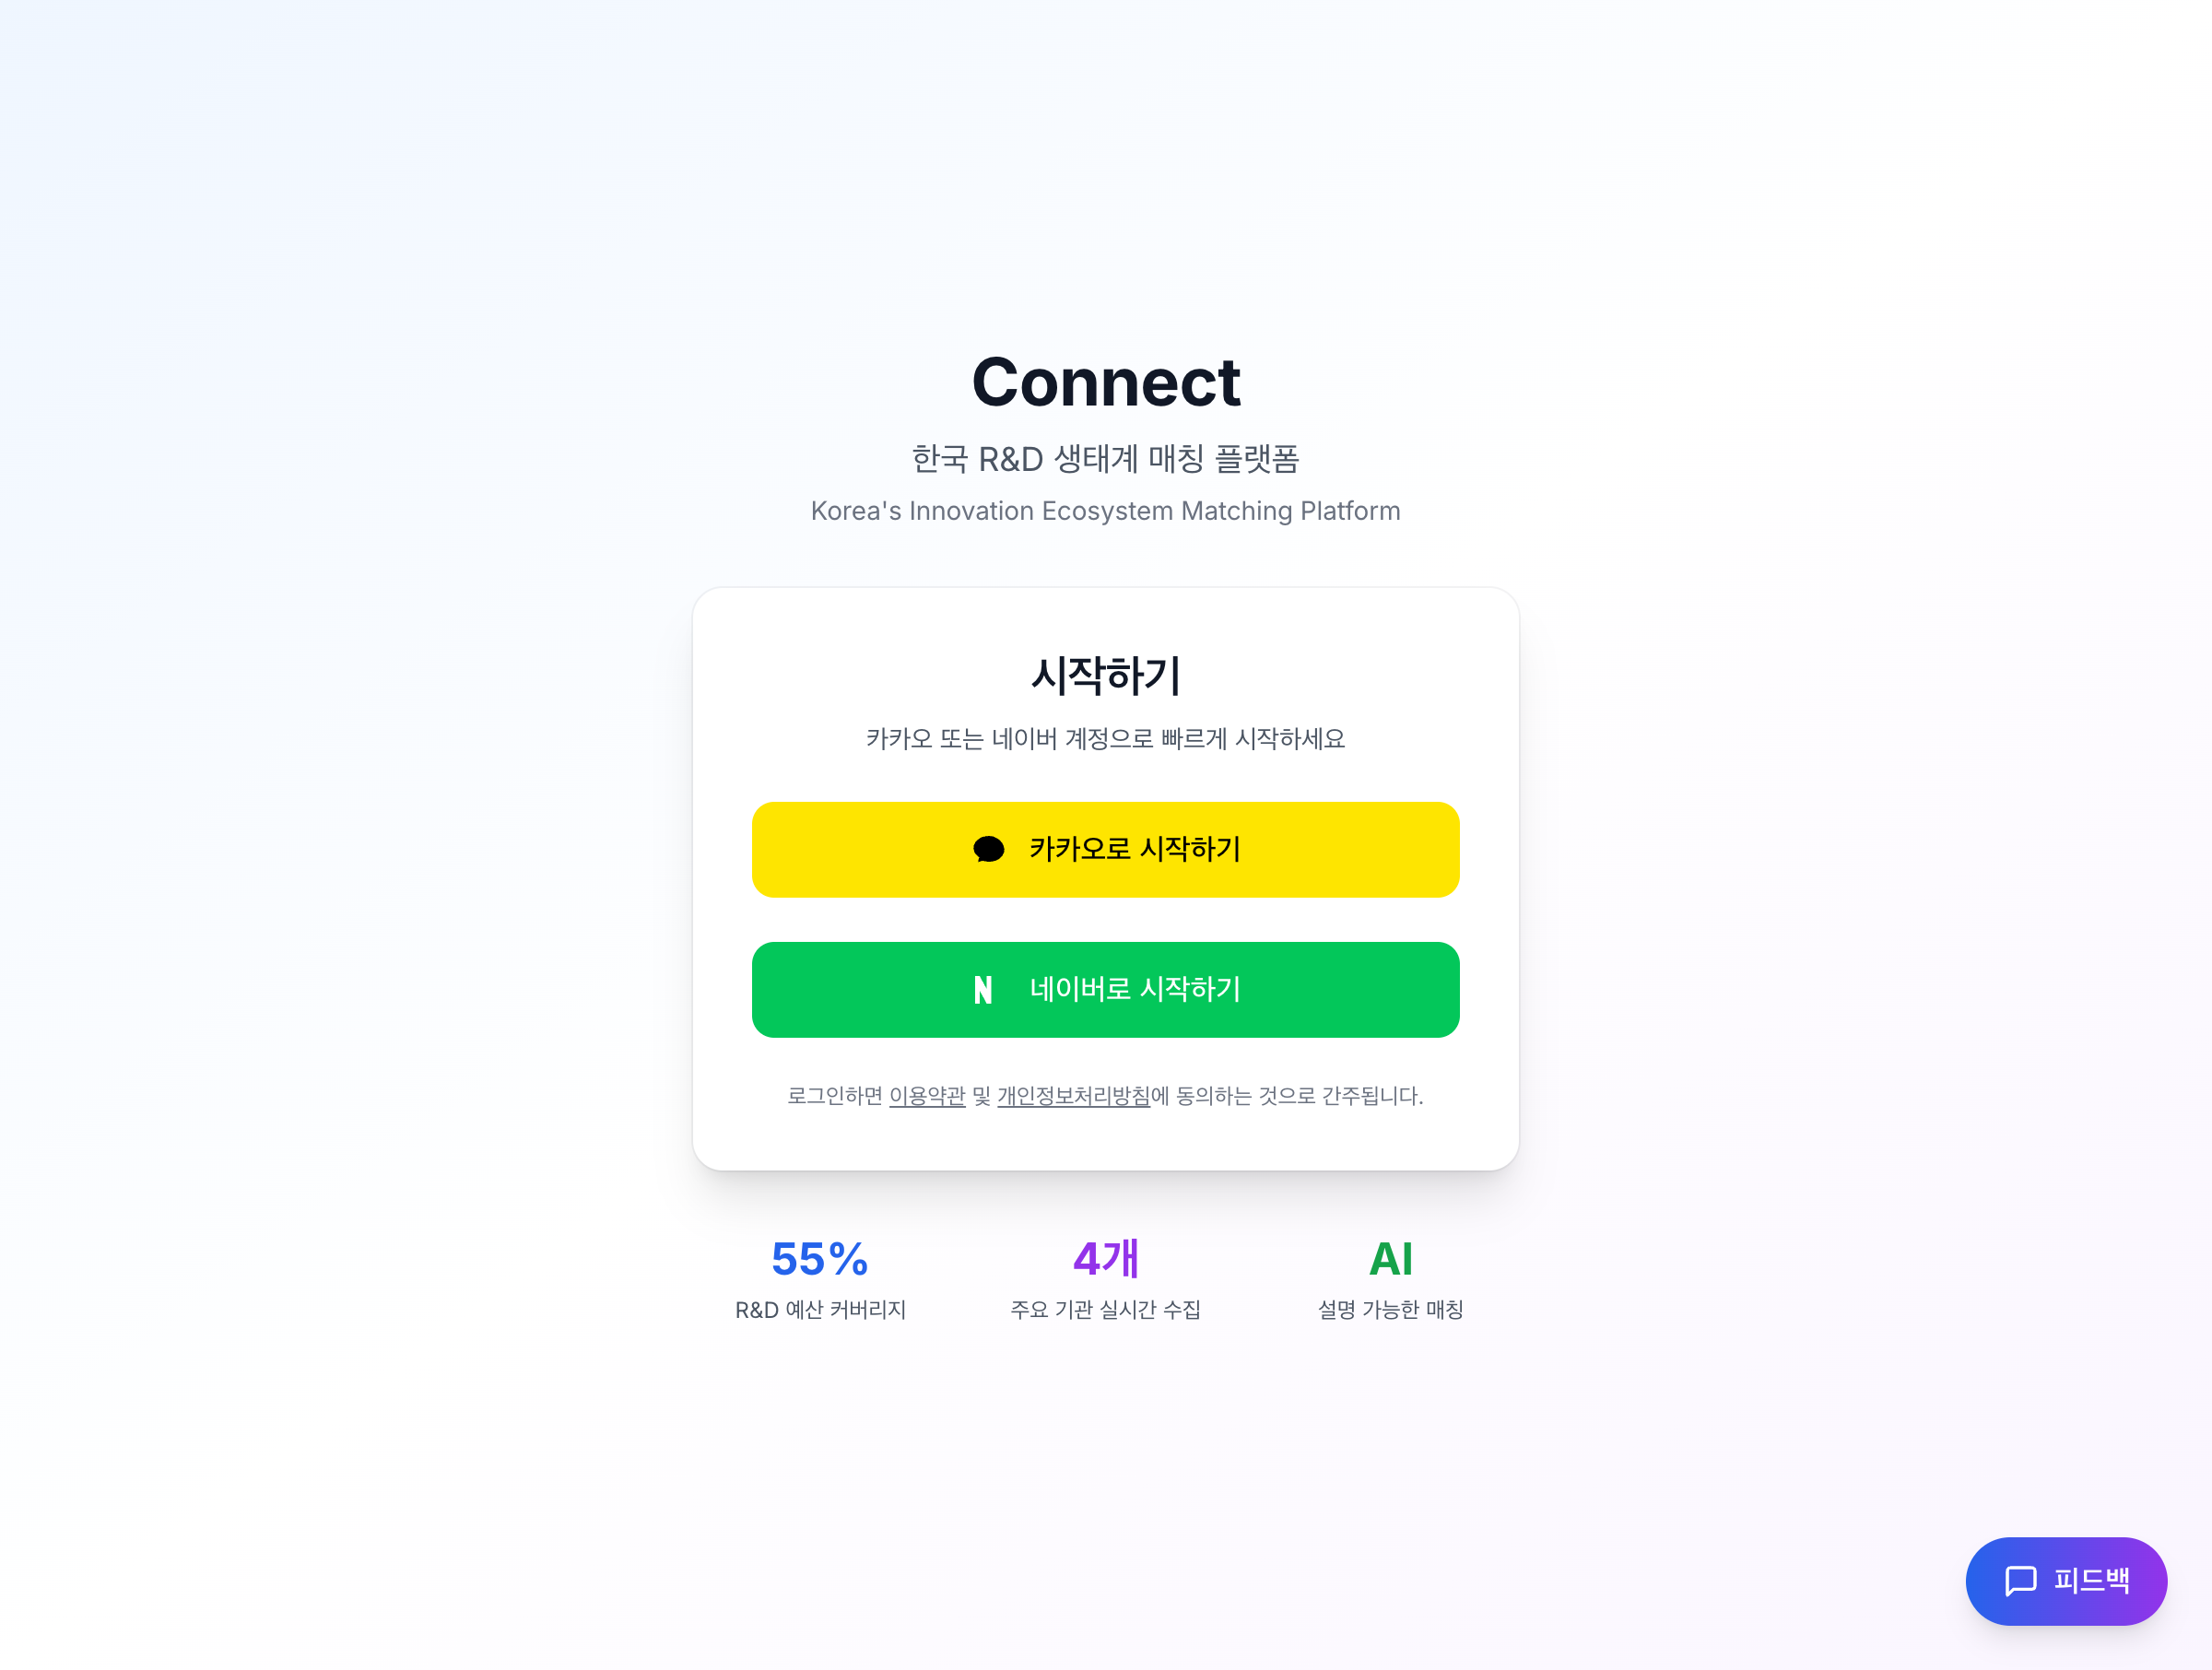 Connect
한국 R&D 생태계 매칭 플랫폼
Korea's Innovation Ecosystem Matching Platform
시작하기
카카오 또는 네이버 계정으로 빠르게 시작하세요
카카오로 시작하기
N 네이버로 시작하기
로그인하면 이용약관 및 개인정보처리방침에 동의하는 것으로 간주됩니다.
55%
R&D 예산 커버리지
4개
주요 기관 실시간 수집
AI
설명 가능한 매칭
피드백